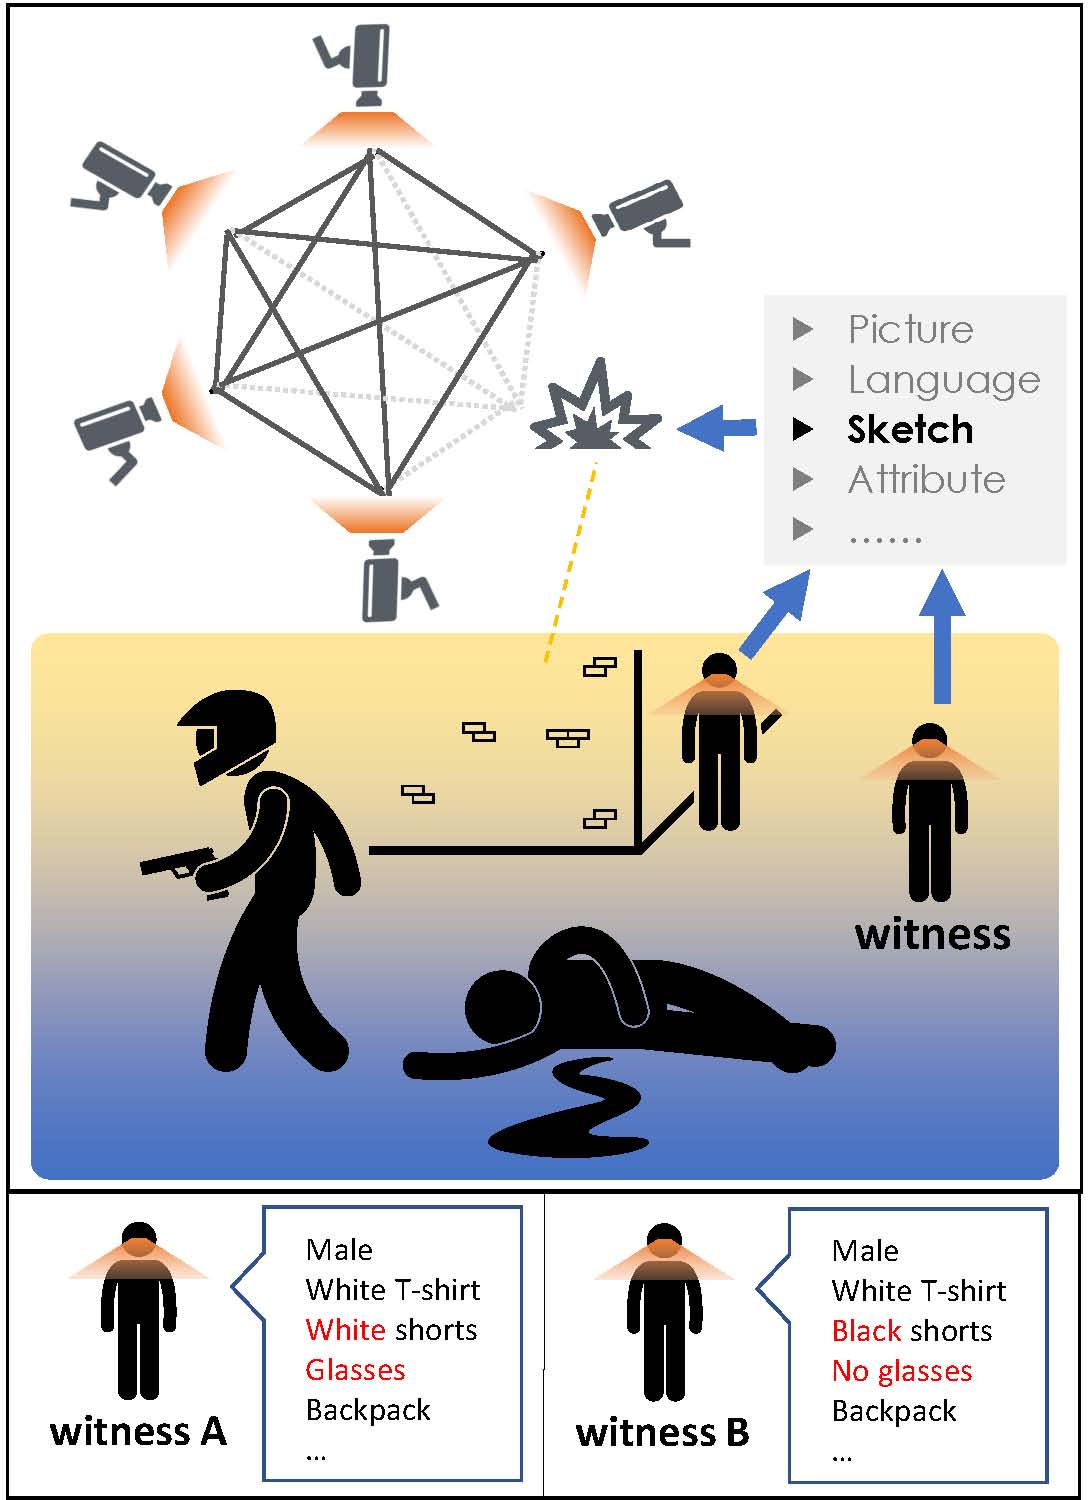 Picture
Language
Sketch
Attribute
......
witness
Male
White T-shirt
White shorts
Glasses
Backpack
...
witness A
Male
White T-shirt
Black shorts
No glasses
Backpack
...
witness B